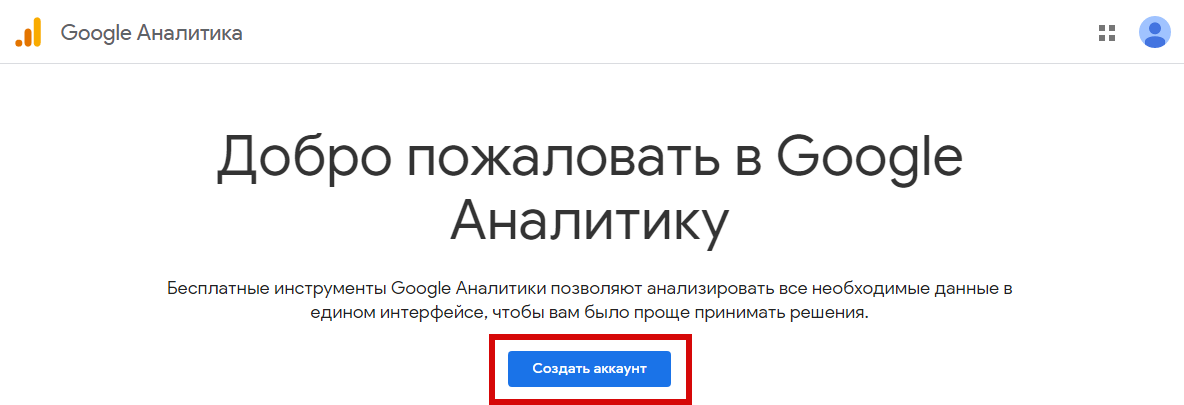 Google Аналитика
Добро пожаловать в Google
Аналитику
Бесплатные инструменты Google Аналитики позволяют анализировать все необходимые данные в
едином интерфейсе, чтобы вам было проще принимать решения.
Создать аккаунт